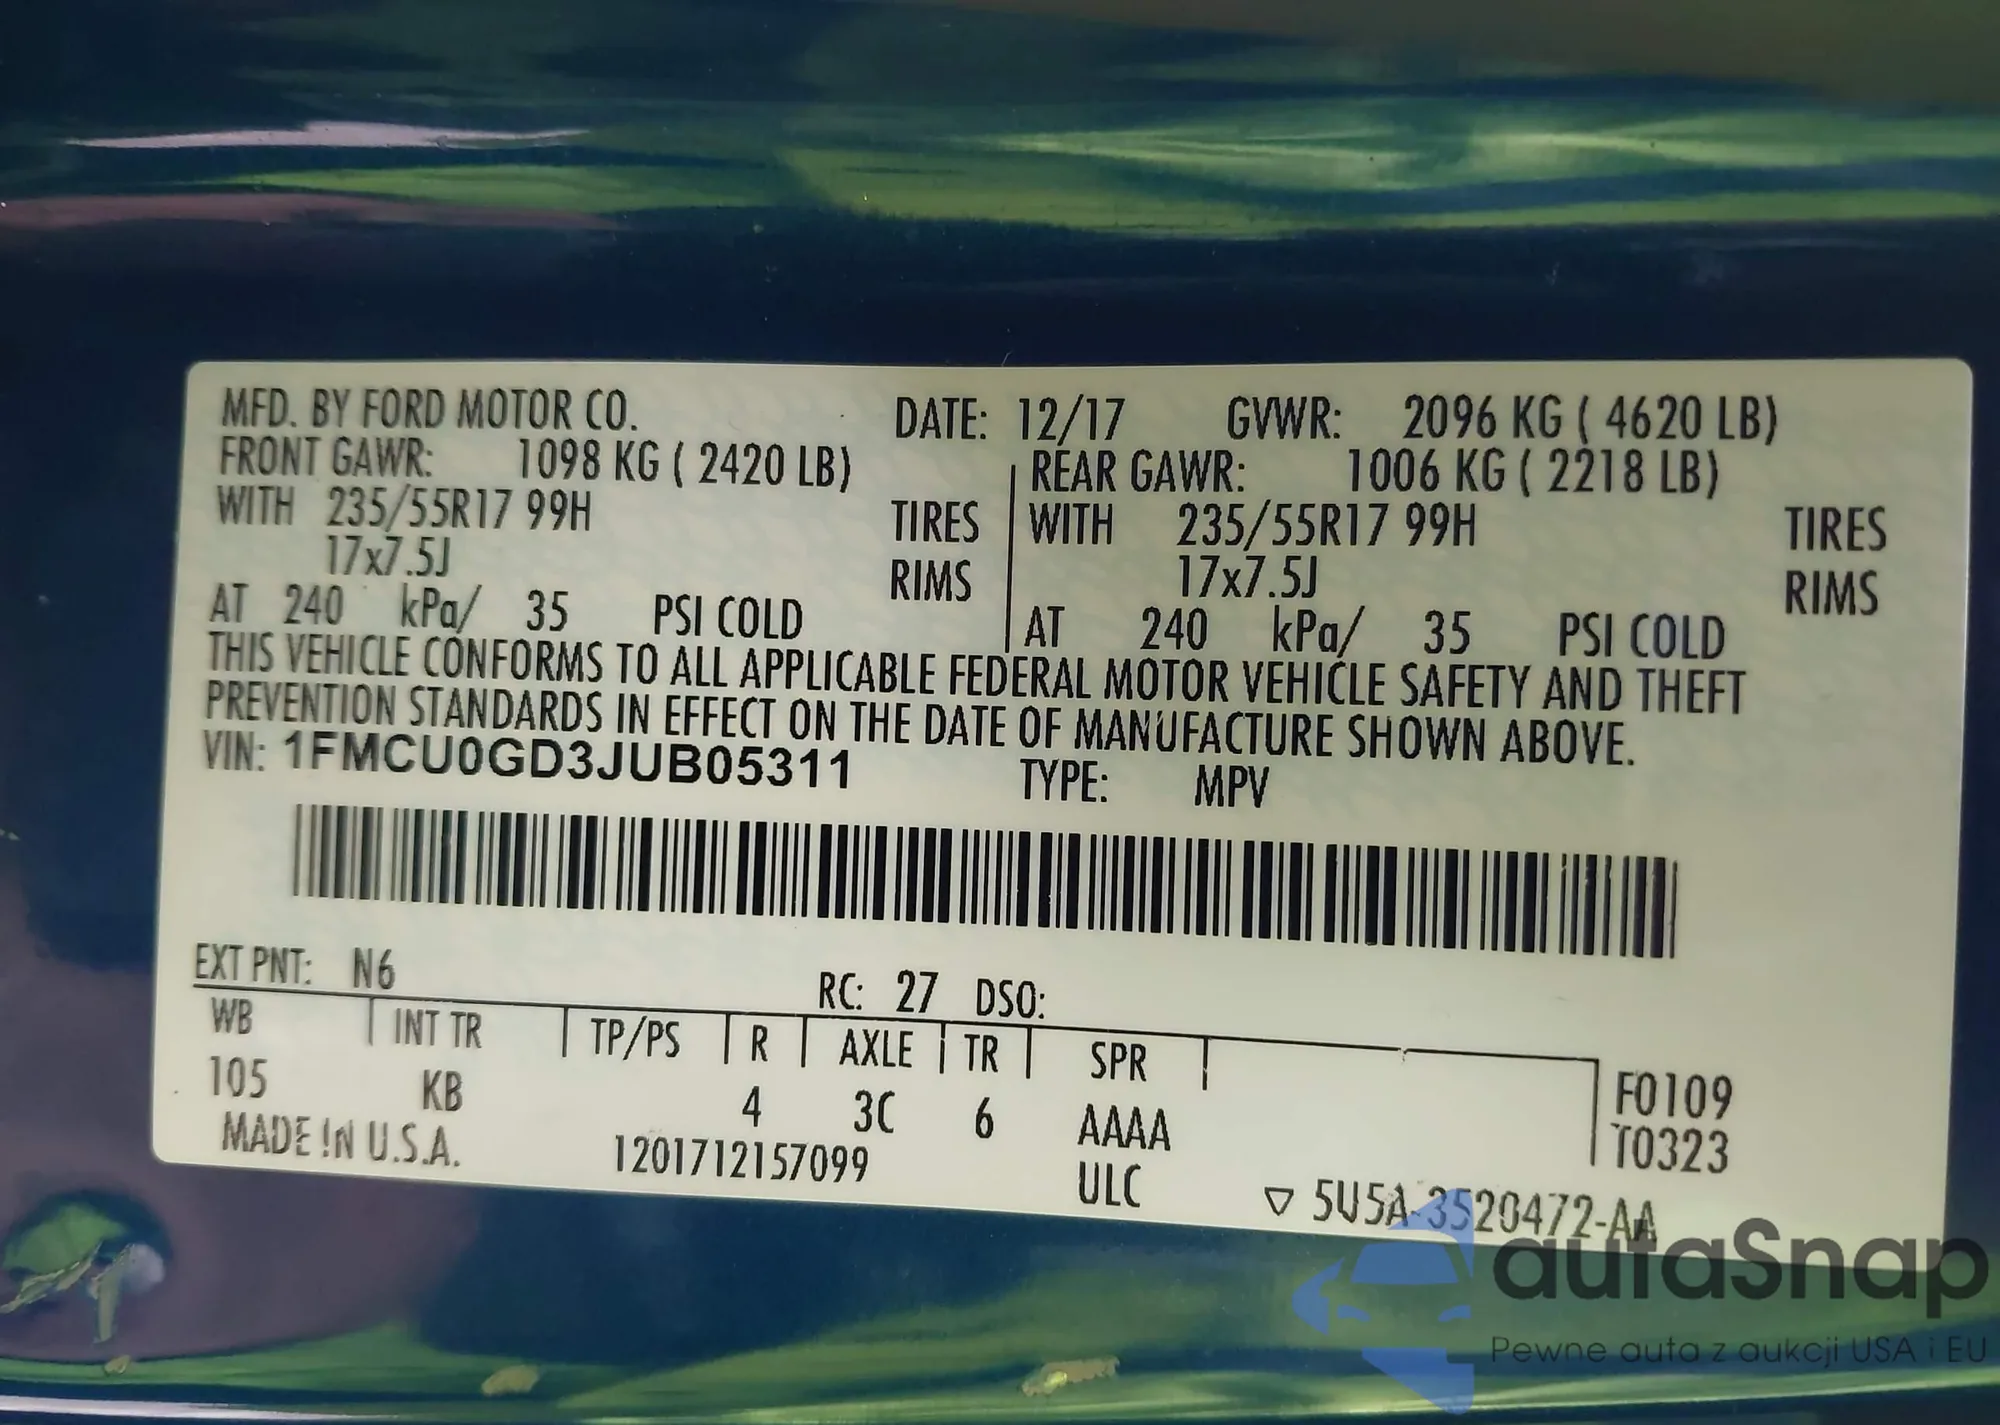 MFD. BY FORD MOTOR CO. DATE: 12/17 GVWR: 2096 KG ( 4620 LB)
FRONT GAWR: 1098 KG ( 2420 LB) REAR GAWR: 1006 KG ( 2218 LB)
WITH 235/55R17 99H TIRES WITH 235/55R17 99H TIRES
17x7.5J RIMS 17x7.5J RIMS
AT 240 kPa/ 35 PSI COLD AT 240 kPa/ 35 PSI COLD
THIS VEHICLE CONFORMS TO ALL APPLICABLE FEDERAL MOTOR VEHICLE SAFETY AND THEFT
PREVENTION STANDARDS IN EFFECT ON THE DATE OF MANUFACTURE SHOWN ABOVE.
VIN: 1FMCU0GD3JUB05311 TYPE: MPV
EXT PNT: N6 RC: 27 DSO:
WB INT TR TP/PS R AXLE TR SPR
105 KB 4 3C 6 AAAA F0109
MADE IN U.S.A. 1201712157099 ULC T0323
▽ 5U5A-3520472-AA
autaSnap
Pewne auta z aukcji USA i EU